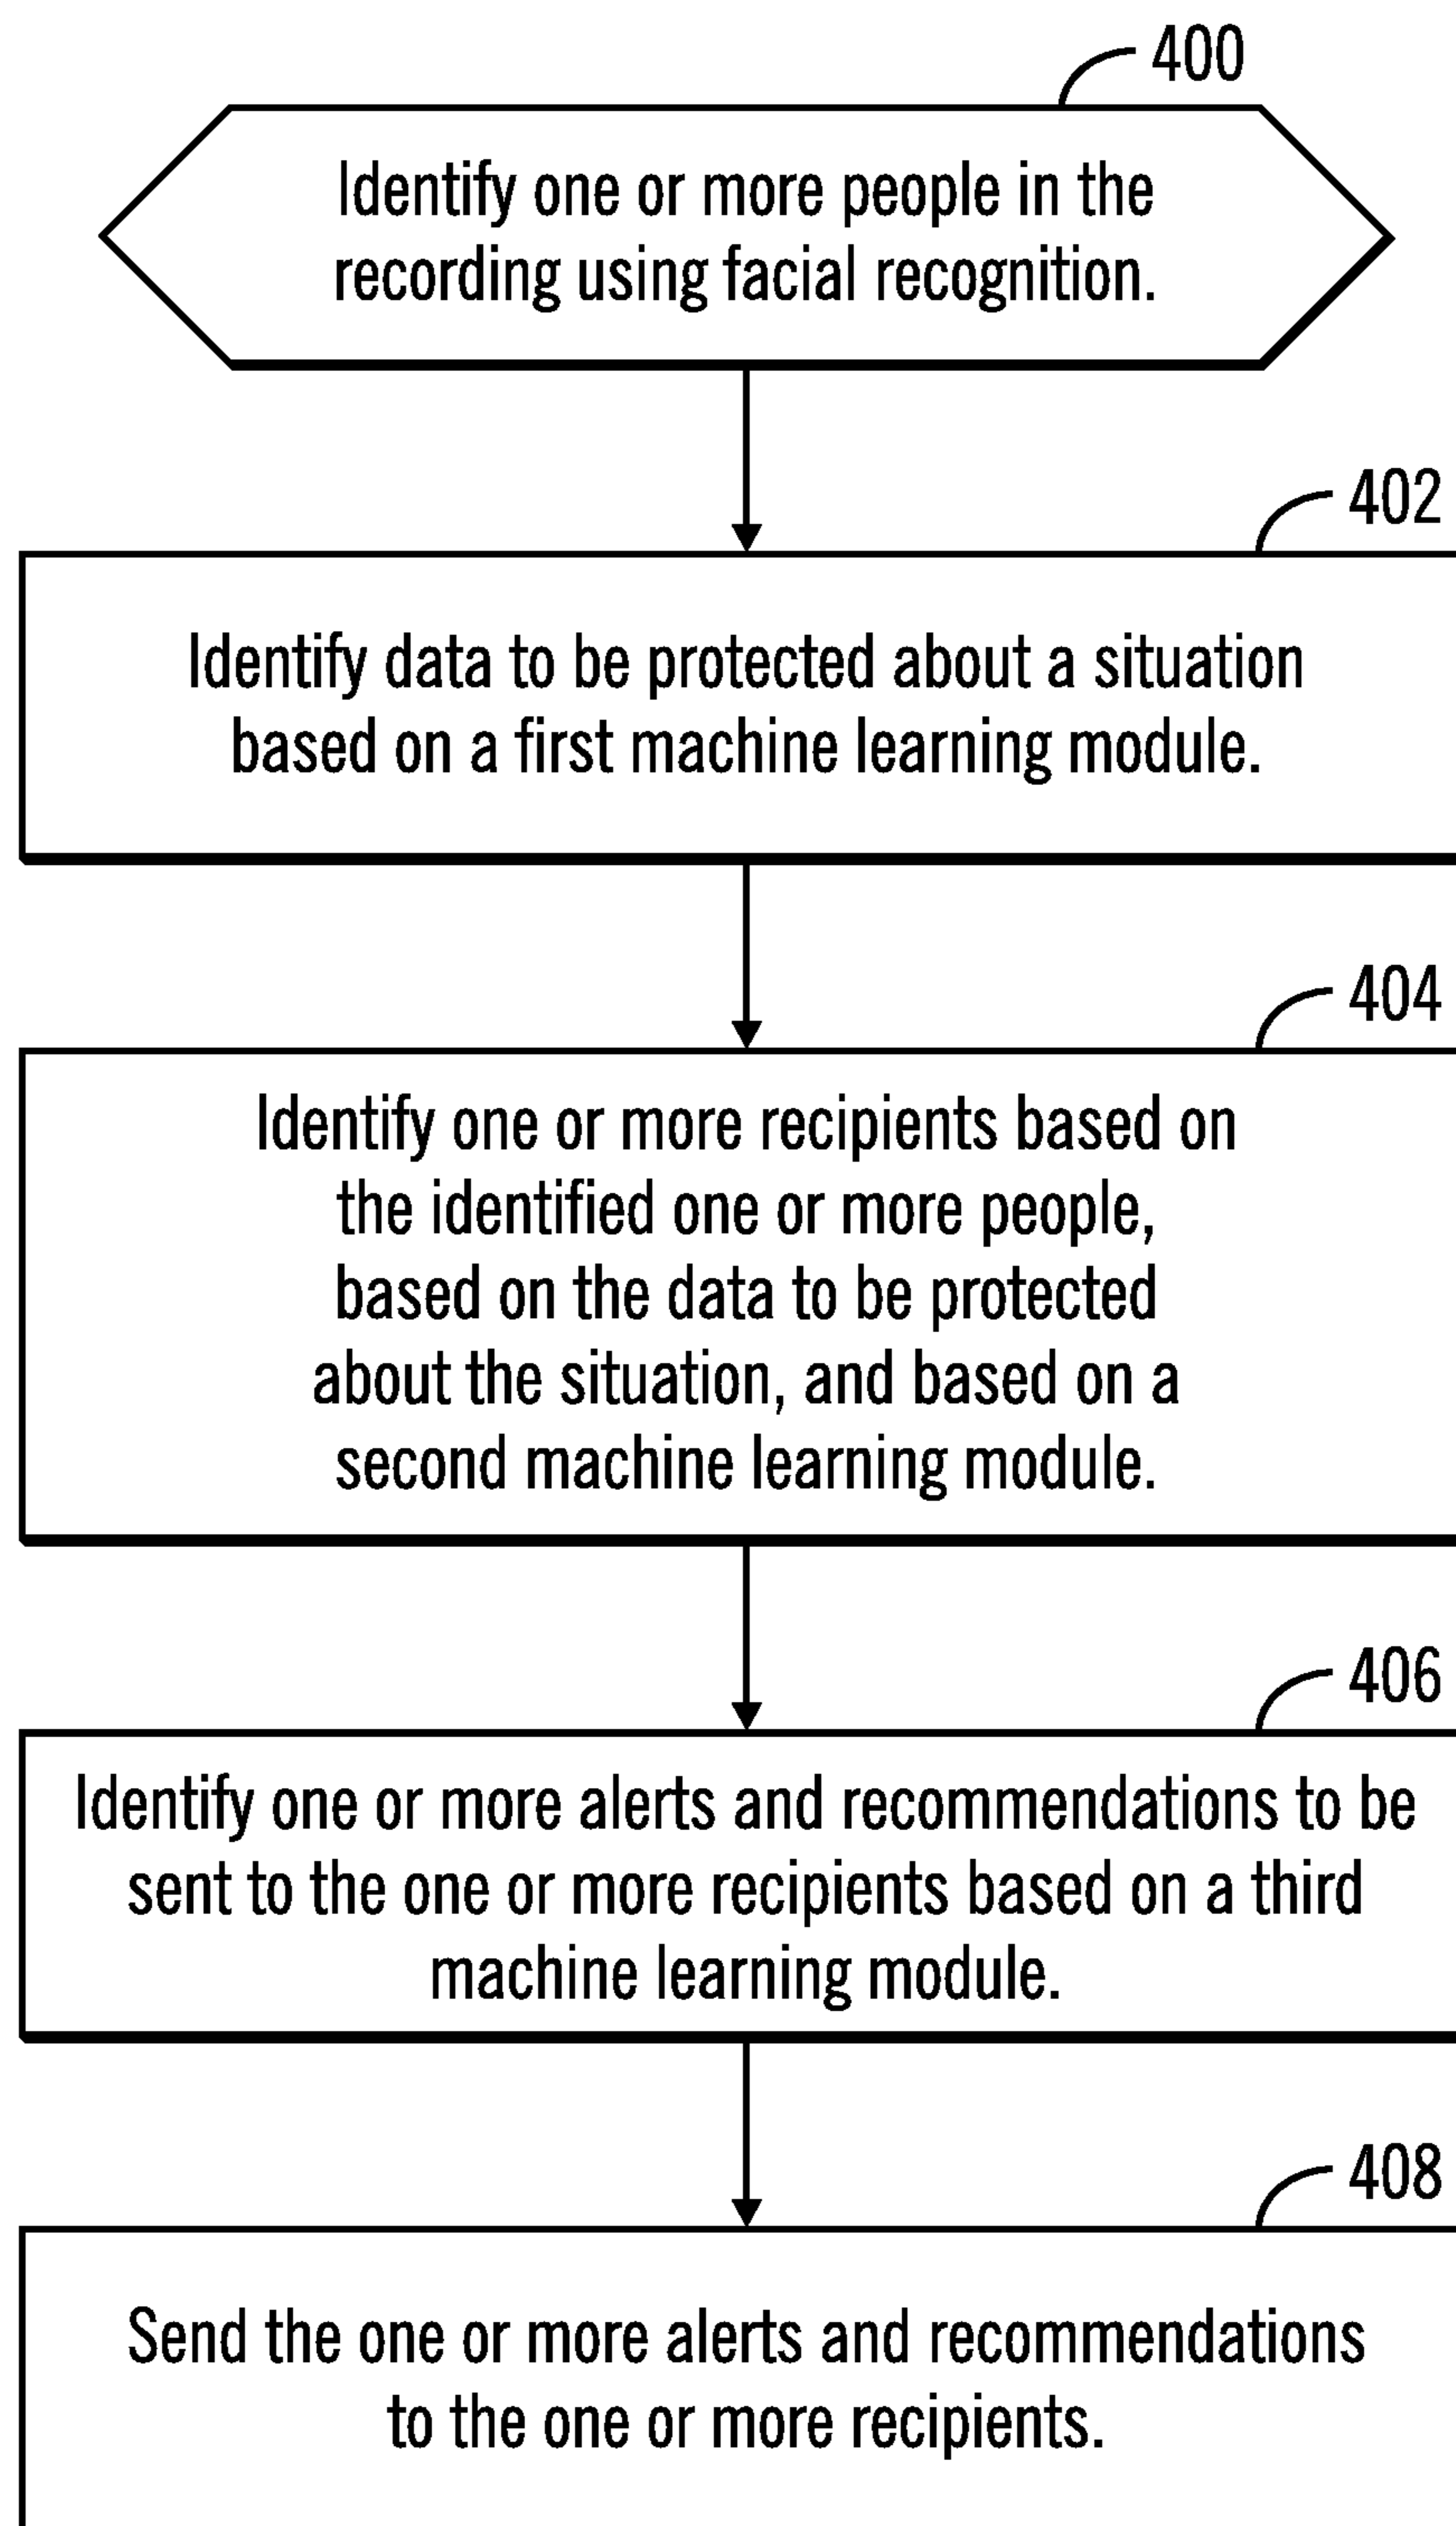 400
Identify one or more people in the
recording using facial recognition.
402
Identify data to be protected about a situation
based on a first machine learning module.
404
Identify one or more recipients based on
the identified one or more people,
based on the data to be protected
about the situation, and based on a
second machine learning module.
406
Identify one or more alerts and recommendations to be
sent to the one or more recipients based on a third
machine learning module.
408
Send the one or more alerts and recommendations
to the one or more recipients.